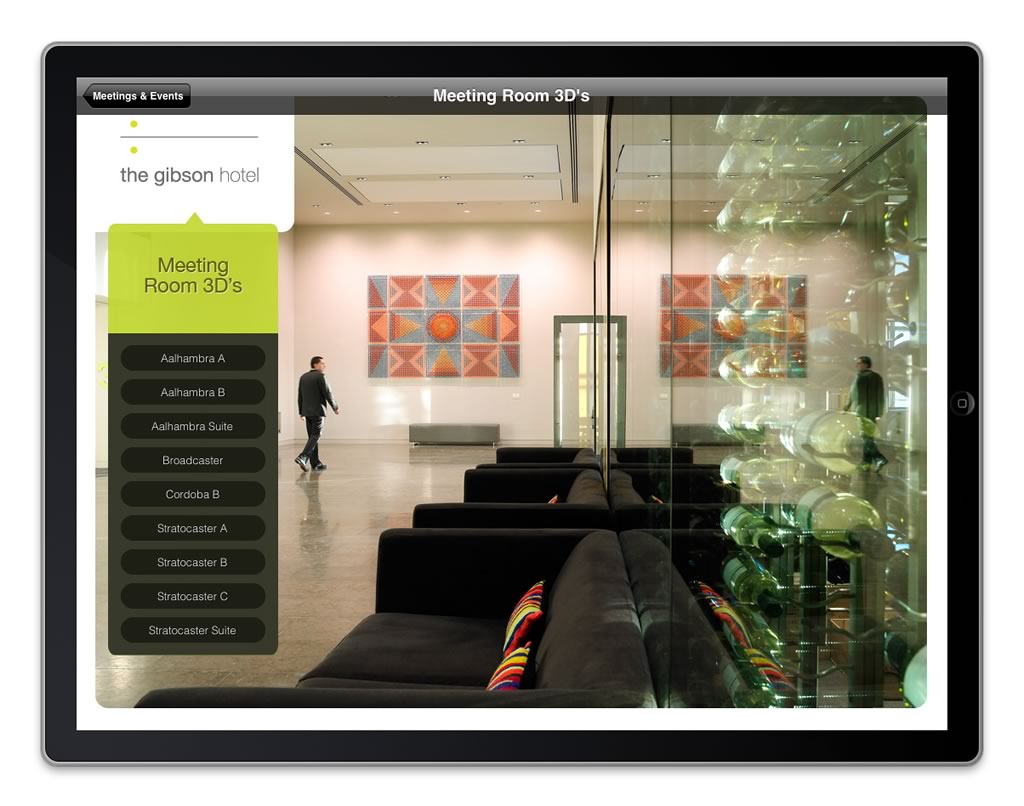 Meetings & Events
Meeting Room 3D's
the gibson hotel
Meeting
Room 3D's
Aalhambra A
Aalhambra B
Aalhambra Suite
Broadcaster
Cordoba B
Stratocaster A
Stratocaster B
Stratocaster C
Stratocaster Suite